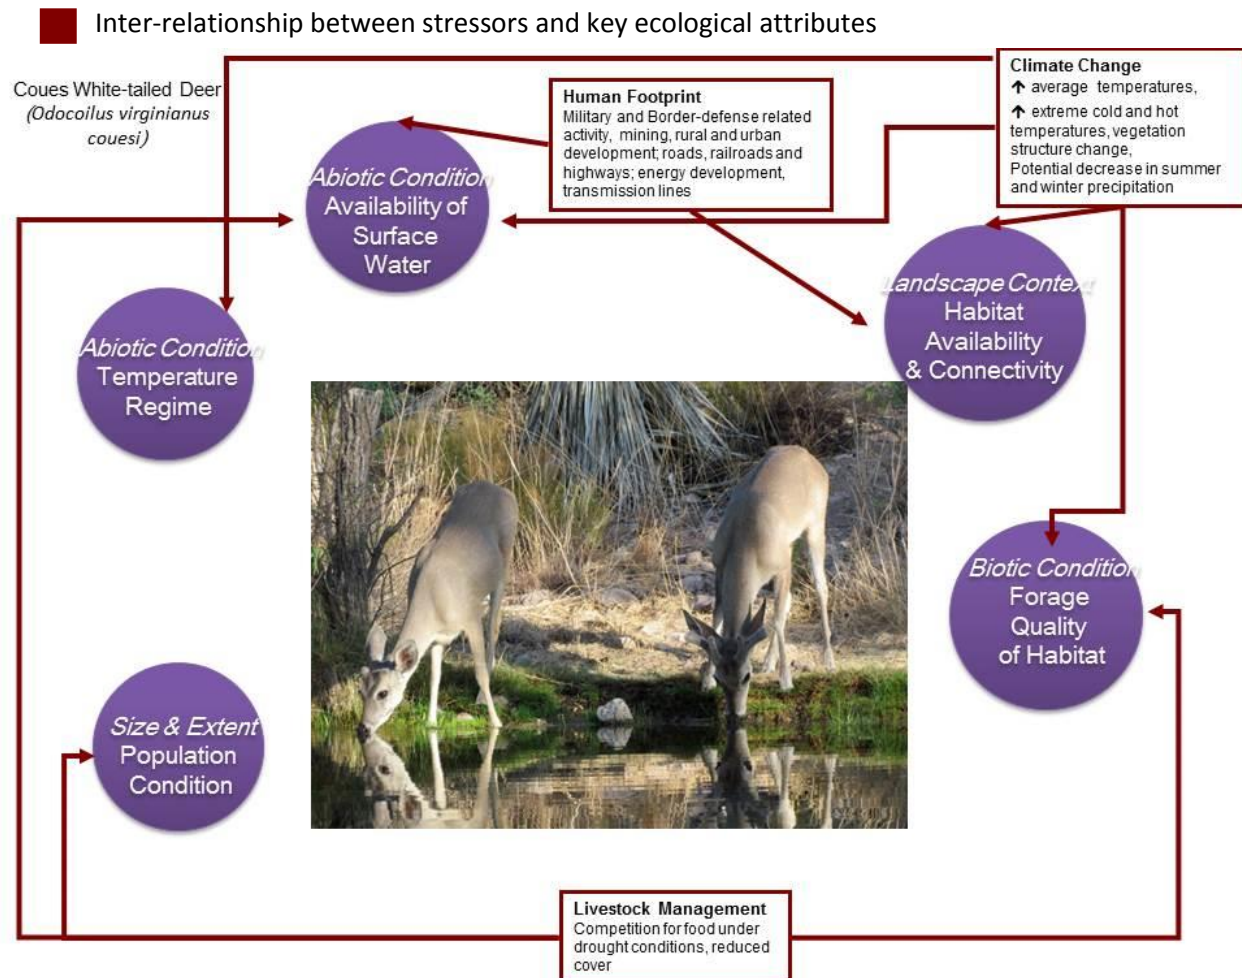 Inter-relationship between stressors and key ecological attributes
Coues White-tailed Deer
(Odocoilus virginianus
couesi)
Human Footprint
Military and Border-defense related
activity, mining, rural and urban
development; roads, railroads and
highways; energy development,
transmission lines
Climate Change
↑ average temperatures,
↑ extreme cold and hot
temperatures, vegetation
structure change,
Potential decrease in summer
and winter precipitation
Abiotic Condition
Availability of
Surface
Water
Landscape Context
Habitat
Availability
& Connectivity
Abiotic Condition
Temperature
Regime
Biotic Condition
Forage
Quality
of Habitat
Size & Extent
Population
Condition
Livestock Management
Competition for food under
drought conditions, reduced
cover